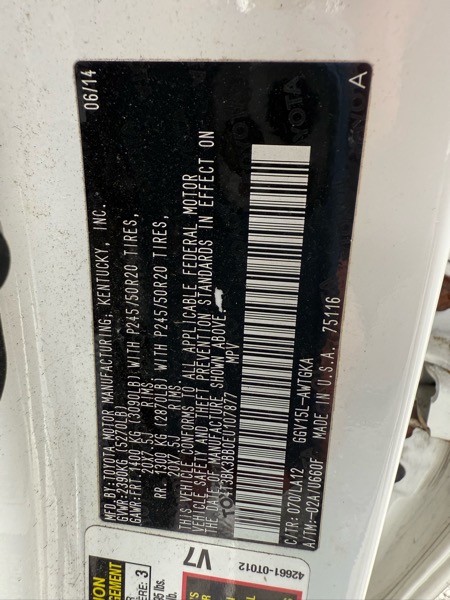 MFD. BY: TOYOTA MOTOR MANUFACTURING, KENTUCKY, INC. 06/14
GVWR: 2390KG (5270LB)
GAWR: FRT. 1400 KG (3090LB) WITH P245/50R20 TIRES,
20X7.5J RIMS,
RR. 1300 KG (2870LB) WITH P245/50R20 TIRES,
20X7.5J RIMS.
THIS VEHICLE CONFORMS TO ALL APPLICABLE FEDERAL MOTOR
VEHICLE SAFETY AND THEFT PREVENTION STANDARDS IN EFFECT ON
THE DATE OF MANUFACTURE SHOWN ABOVE.
4T3BK3BB0EU107877 MPV
C/TR: 070/LA12 GGV15L-AWTGKA A
A/TM:-02A/U660F MADE IN U.S.A. 75116
V7
42661-0T012
ERE: 3